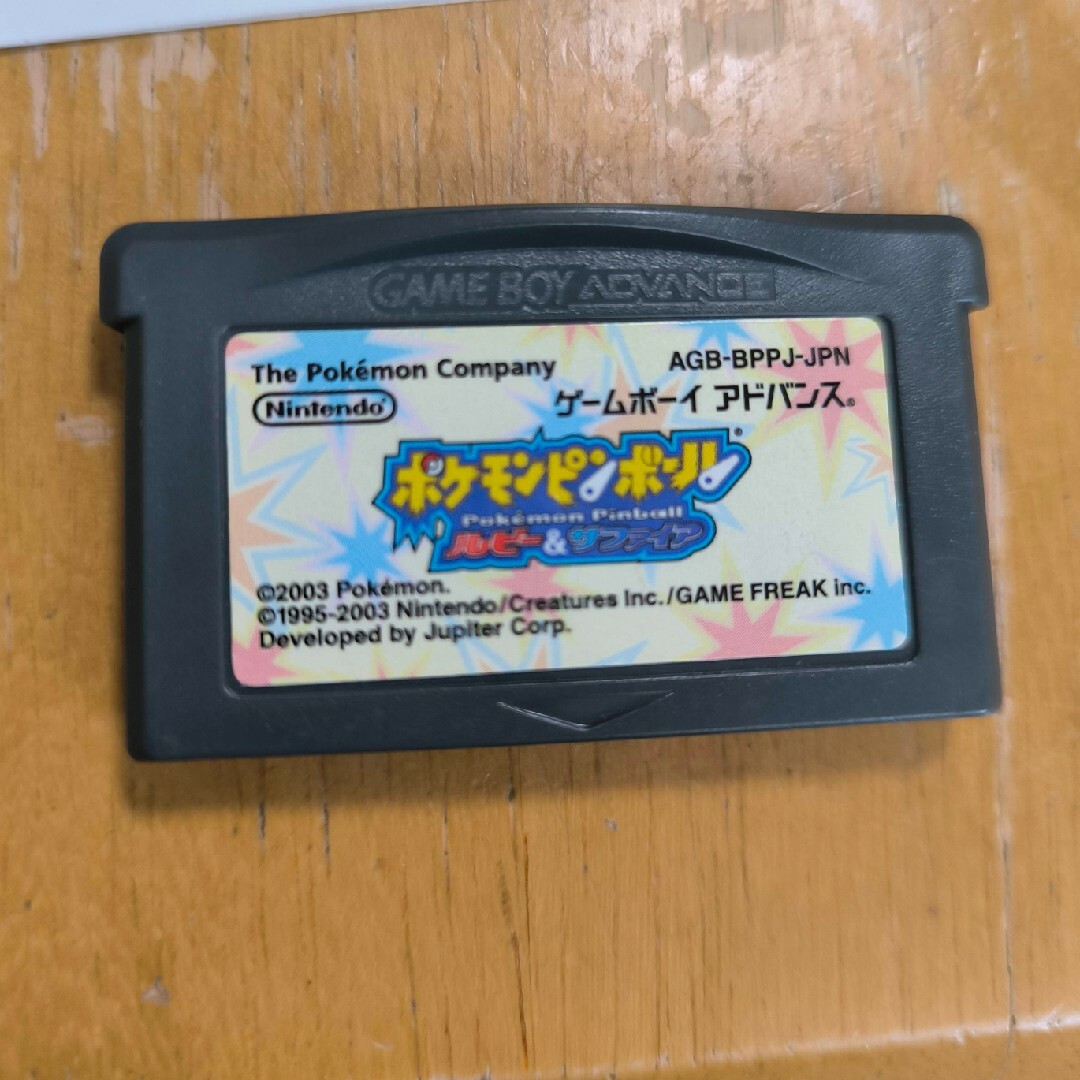 GAME BOY ADVANCE
The Pokémon Company
AGB-BPPJ-JPN
Nintendo®
ゲームボーイ アドバンス®
ポケモンピンボール®
Pokémon Pinball
ルビー&サファイア
©2003 Pokémon.
©1995-2003 Nintendo/Creatures Inc./GAME FREAK inc.
Developed by Jupiter Corp.